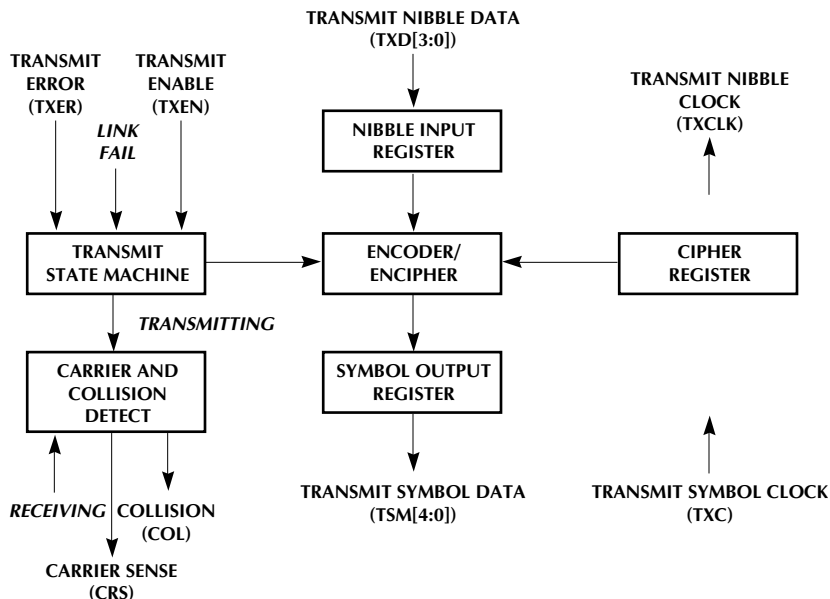 TRANSMIT NIBBLE DATA
(TXD[3:0])
TRANSMIT
ERROR
(TXER)
TRANSMIT
ENABLE
(TXEN)
LINK
FAIL
TRANSMIT NIBBLE
CLOCK
(TXCLK)
NIBBLE INPUT
REGISTER
TRANSMIT
STATE MACHINE
ENCODER/
ENCIPHER
CIPHER
REGISTER
TRANSMITTING
CARRIER AND
COLLISION
DETECT
SYMBOL OUTPUT
REGISTER
RECEIVING
COLLISION
(COL)
TRANSMIT SYMBOL DATA
(TSM[4:0])
TRANSMIT SYMBOL CLOCK
(TXC)
CARRIER SENSE
(CRS)